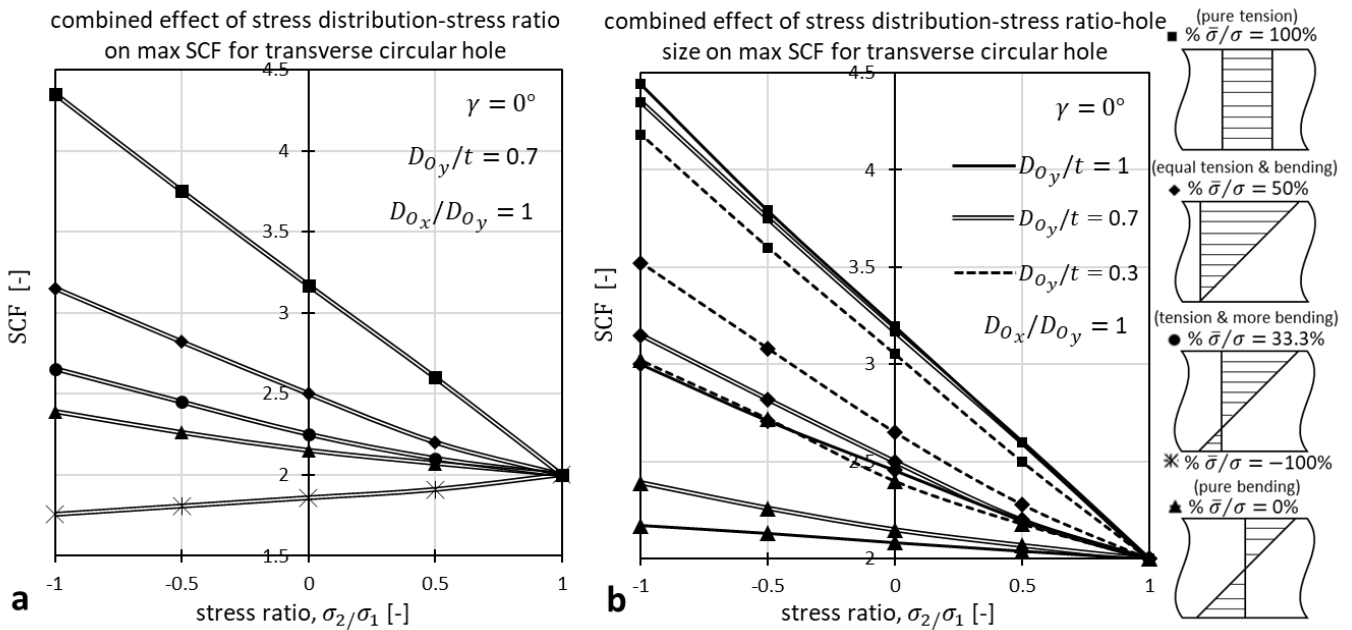 combined effect of stress distribution-stress ratio
on max SCF for transverse circular hole
4.5
4
3.5
3
2.5
2
1.5
SCF [-]
γ = 0°
D_{O_y}/t = 0.7
D_{O_x}/D_{O_y} = 1
-1 -0.5 0 0.5 1
stress ratio, σ₂/σ₁ [-]
a
combined effect of stress distribution-stress ratio-hole
size on max SCF for transverse circular hole
4.5
4
3.5
3
2.5
2
SCF [-]
γ = 0°
D_{O_y}/t = 1
D_{O_y}/t = 0.7
D_{O_y}/t = 0.3
D_{O_x}/D_{O_y} = 1
-1 -0.5 0 0.5 1
stress ratio, σ₂/σ₁ [-]
b
(pure tension)
% σ̄/σ = 100%
(equal tension & bending)
% σ̄/σ = 50%
(tension & more bending)
% σ̄/σ = 33.3%
% σ̄/σ = −100%
(pure bending)
% σ̄/σ = 0%